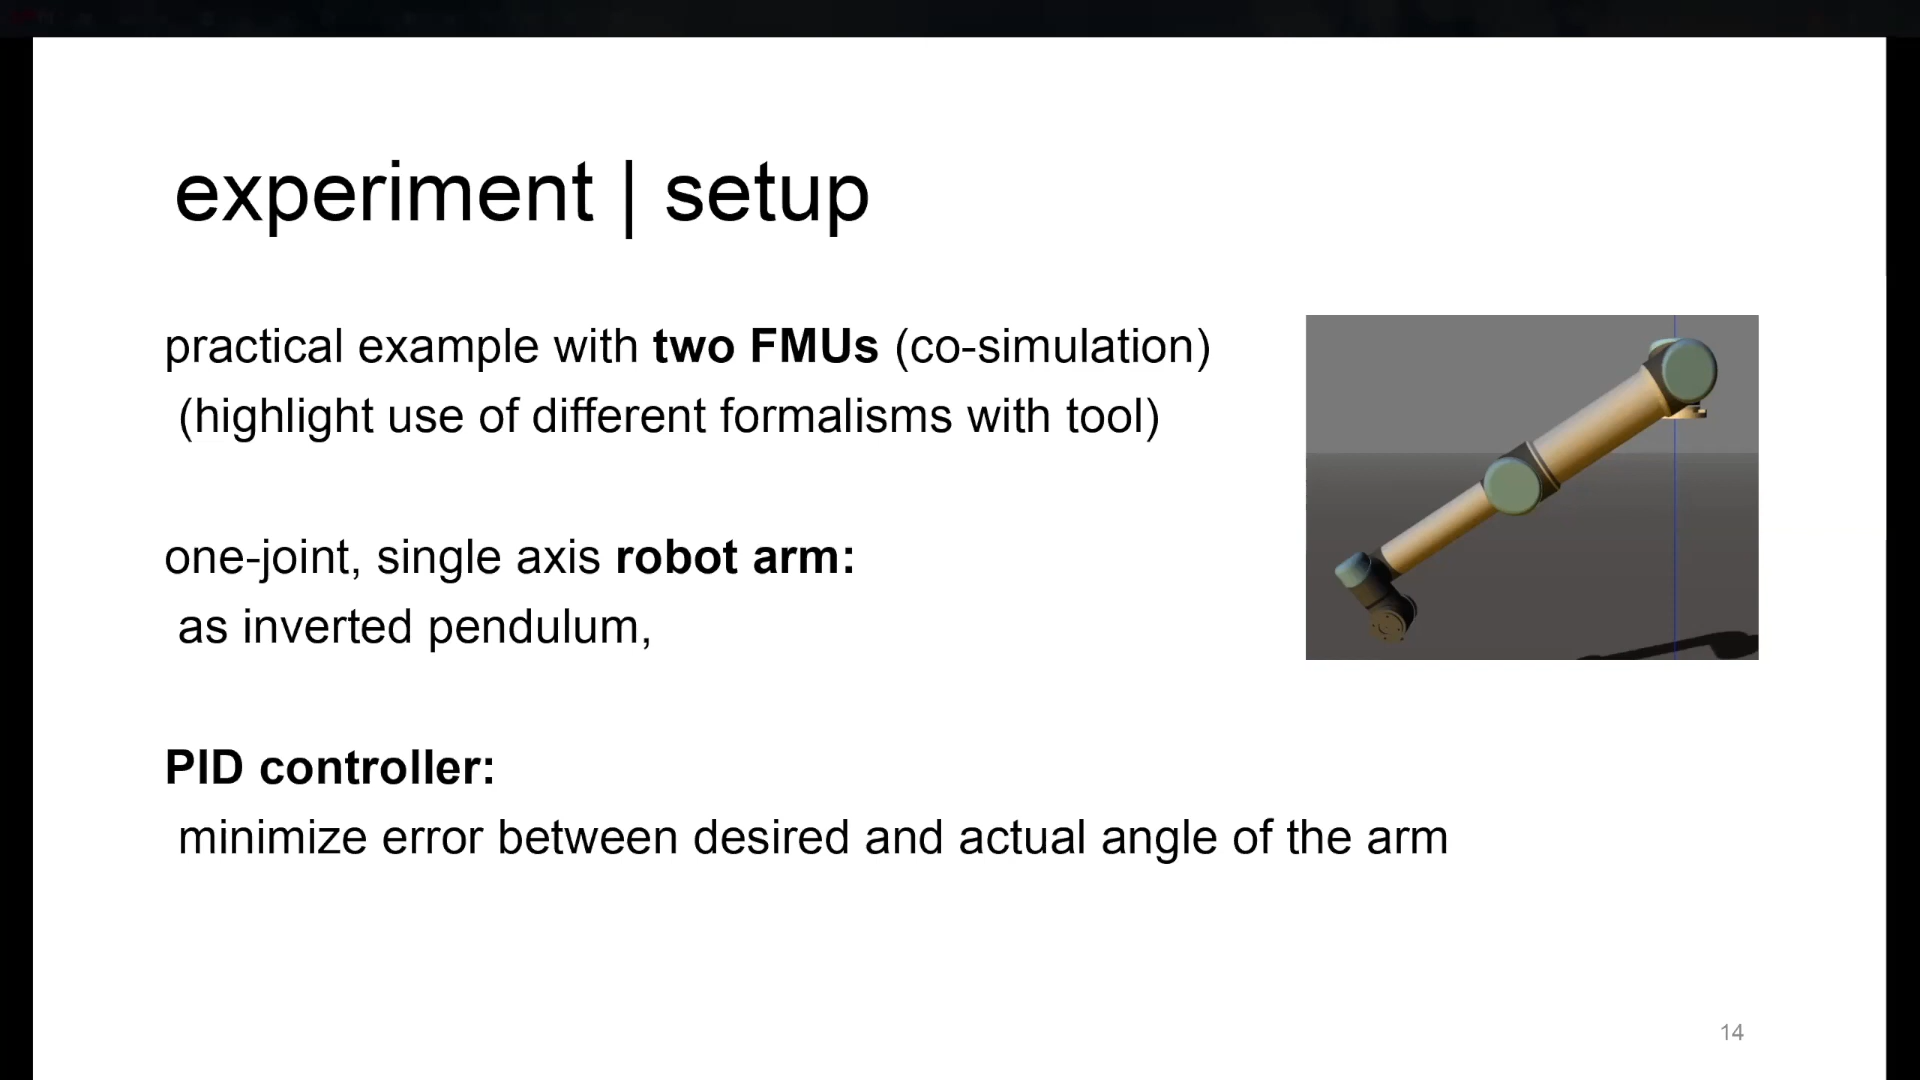 experiment | setup
practical example with two FMUs (co-simulation)
(highlight use of different formalisms with tool)
one-joint, single axis robot arm:
as inverted pendulum,
PID controller:
minimize error between desired and actual angle of the arm
14